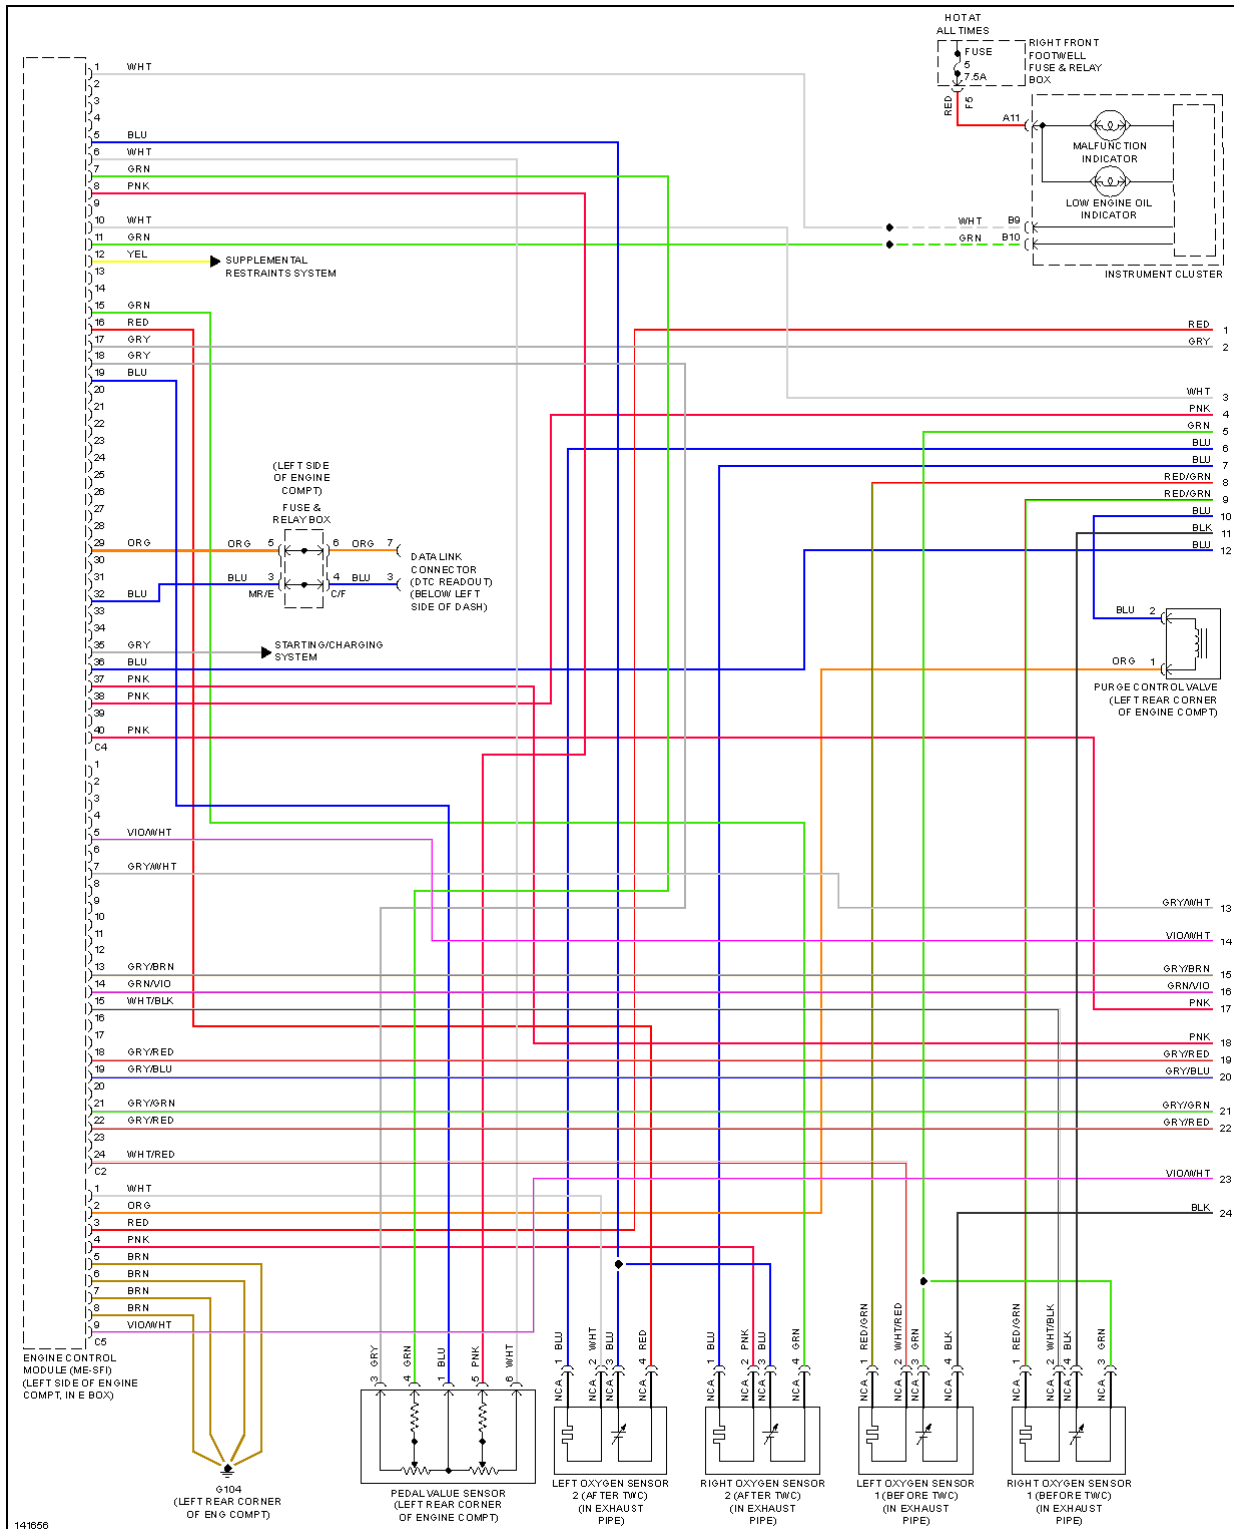 HOT AT
ALL TIMES
FUSE
5
7.5A
RIGHT FRONT
FOOTWELL
FUSE & RELAY
BOX
RED
F5
A11
MALFUNCTION
INDICATOR
LOW ENGINE OIL
INDICATOR
WHT B9
GRN B10
INSTRUMENT CLUSTER
1 WHT
2
3
4
5 BLU
6 WHT
7 GRN
8 PNK
9
10 WHT
11 GRN
12 YEL
SUPPLEMENTAL
RESTRAINTS SYSTEM
13
14
15 GRN
16 RED
17 GRY
18 GRY
19 BLU
20
21
22
23
24
25
26
27
28
29 ORG
30
31
32 BLU
33
34
35 GRY
STARTING/CHARGING
SYSTEM
36 BLU
37 PNK
38 PNK
39
40 PNK
C4
(LEFT SIDE
OF ENGINE
COMPT)
FUSE &
RELAY BOX
ORG 5 6 ORG 7
BLU 3 4 BLU 3
MR/E C/F
DATA LINK
CONNECTOR
(DTC READOUT)
(BELOW LEFT
SIDE OF DASH)
RED 1
GRY 2
WHT 3
PNK 4
GRN 5
BLU 6
BLU 7
RED/GRN 8
RED/GRN 9
BLU 10
BLK 11
BLU 12
BLU 2
ORG 1
PURGE CONTROL VALVE
(LEFT REAR CORNER
OF ENGINE COMPT)
1
2
3
4
5 VIO/WHT
6
7 GRY/WHT
8
9
10
11
12
13 GRY/BRN
14 GRN/VIO
15 WHT/BLK
16
17
18 GRY/RED
19 GRY/BLU
20
21 GRY/GRN
22 GRY/RED
23
24 WHT/RED
C2
GRY/WHT 13
VIO/WHT 14
GRY/BRN 15
GRN/VIO 16
PNK 17
PNK 18
GRY/RED 19
GRY/BLU 20
GRY/GRN 21
GRY/RED 22
VIO/WHT 23
BLK 24
1 WHT
2 ORG
3 RED
4 PNK
5 BRN
6 BRN
7 BRN
8 BRN
9 VIO/WHT
C5
ENGINE CONTROL
MODULE (ME-SFI)
(LEFT SIDE OF ENGINE
COMPT, IN E BOX)
G104
(LEFT REAR CORNER
OF ENG COMPT)
3 GRY
4 GRN
1 BLU
5 PNK
6 WHT
PEDAL VALUE SENSOR
(LEFT REAR CORNER
OF ENGINE COMPT)
NCA 1 BLU
NCA 2 WHT
NCA 3 BLU
NCA 4 RED
LEFT OXYGEN SENSOR
2 (AFTER TWC)
(IN EXHAUST
PIPE)
NCA 1 BLU
NCA 2 PNK
NCA 3 BLU
NCA 4 GRN
RIGHT OXYGEN SENSOR
2 (AFTER TWC)
(IN EXHAUST
PIPE)
NCA 1 RED/GRN
NCA 2 WHT/RED
NCA 3 GRN
NCA 4 BLK
LEFT OXYGEN SENSOR
1 (BEFORE TWC)
(IN EXHAUST
PIPE)
NCA 1 RED/GRN
NCA 2 WHT/BLK
NCA 4 BLK
NCA 3 GRN
RIGHT OXYGEN SENSOR
1 (BEFORE TWC)
(IN EXHAUST
PIPE)
141656